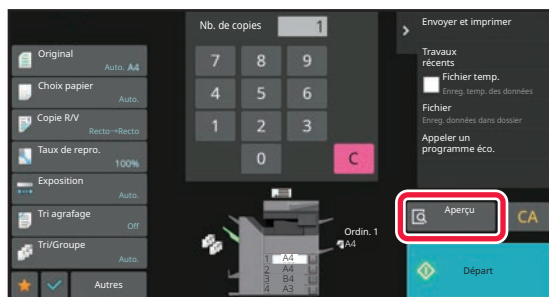 Original
Auto. A4
Choix papier
Auto.
Copie R/V
Recto→Recto
Taux de repro.
100%
Exposition
Auto.
Tri agrafage
Off
Tri/Groupe
Auto.
Autres
Nb. de copies 1
7 8 9
4 5 6
1 2 3
0 C
Ordin. 1
A4
1 A4
2 A4
3 B4
4 A3
Envoyer et imprimer
Travaux
récents
Fichier temp.
Enreg. temp. des données
Fichier
Enreg. données dans dossier
Appeler un
programme éco.
Aperçu
CA
Départ